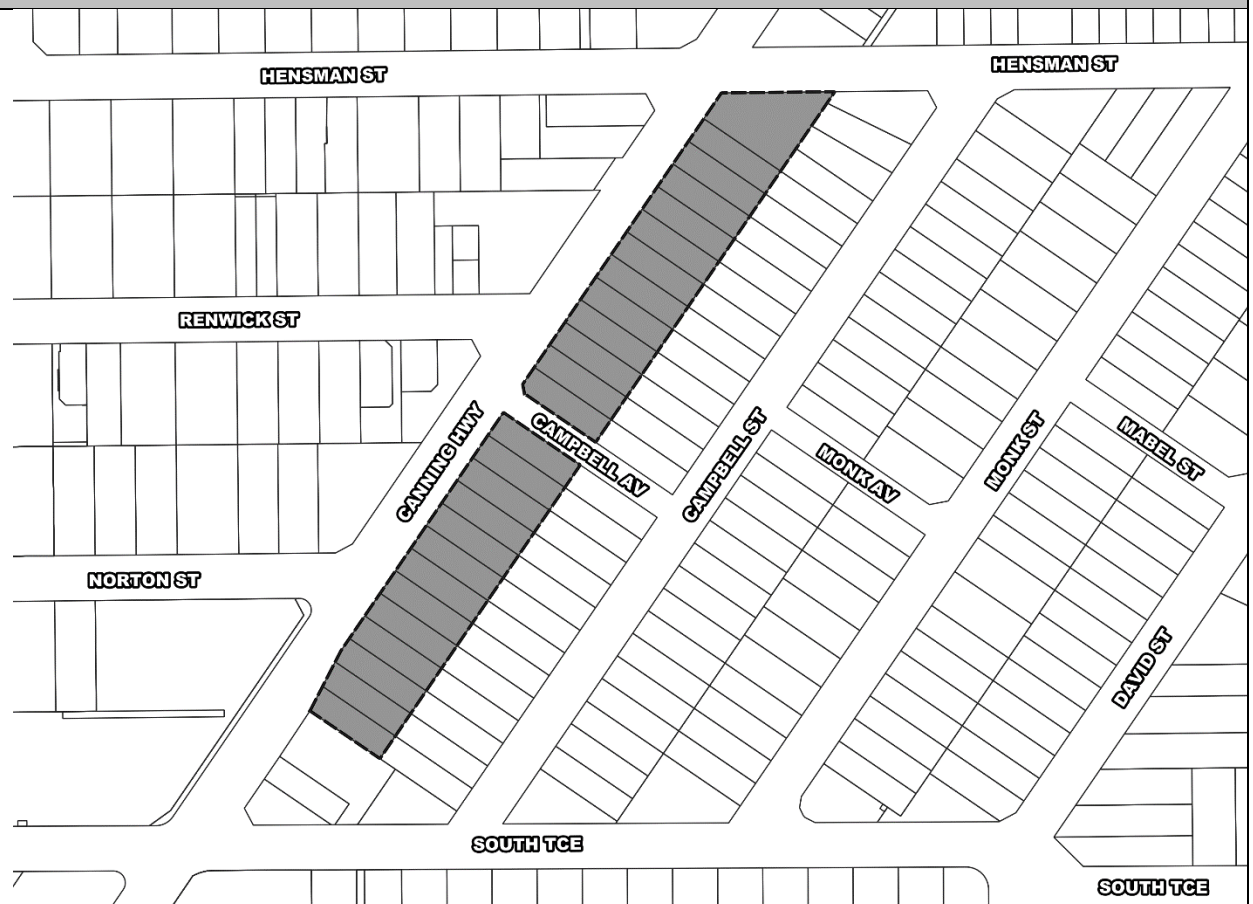 HENSMAN ST
HENSMAN ST
RENWICK ST
CANNING HWY
CAMPBELL AV
CAMPBELL ST
MONK AV
MONK ST
MABEL ST
NORTON ST
DAVID ST
SOUTH TCE
SOUTH TCE